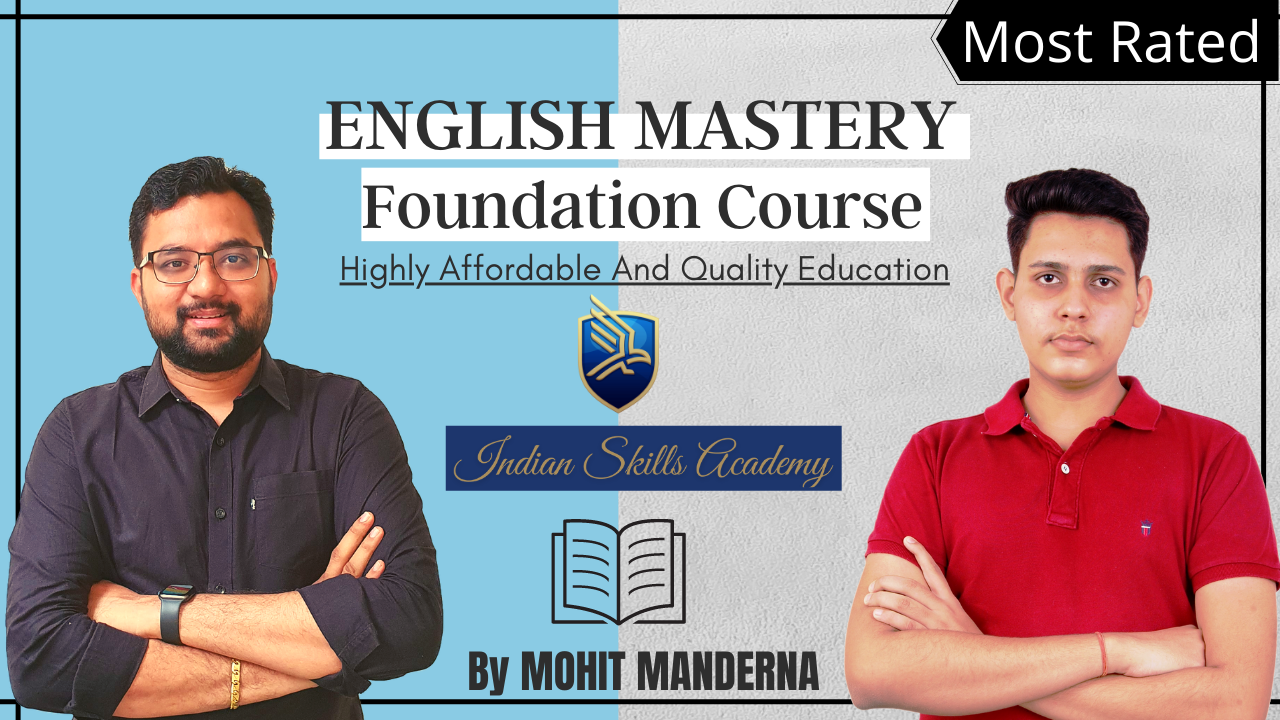 Most Rated
ENGLISH MASTERY
Foundation Course
Highly Affordable And Quality Education
Indian Skills Academy
By MOHIT MANDERNA